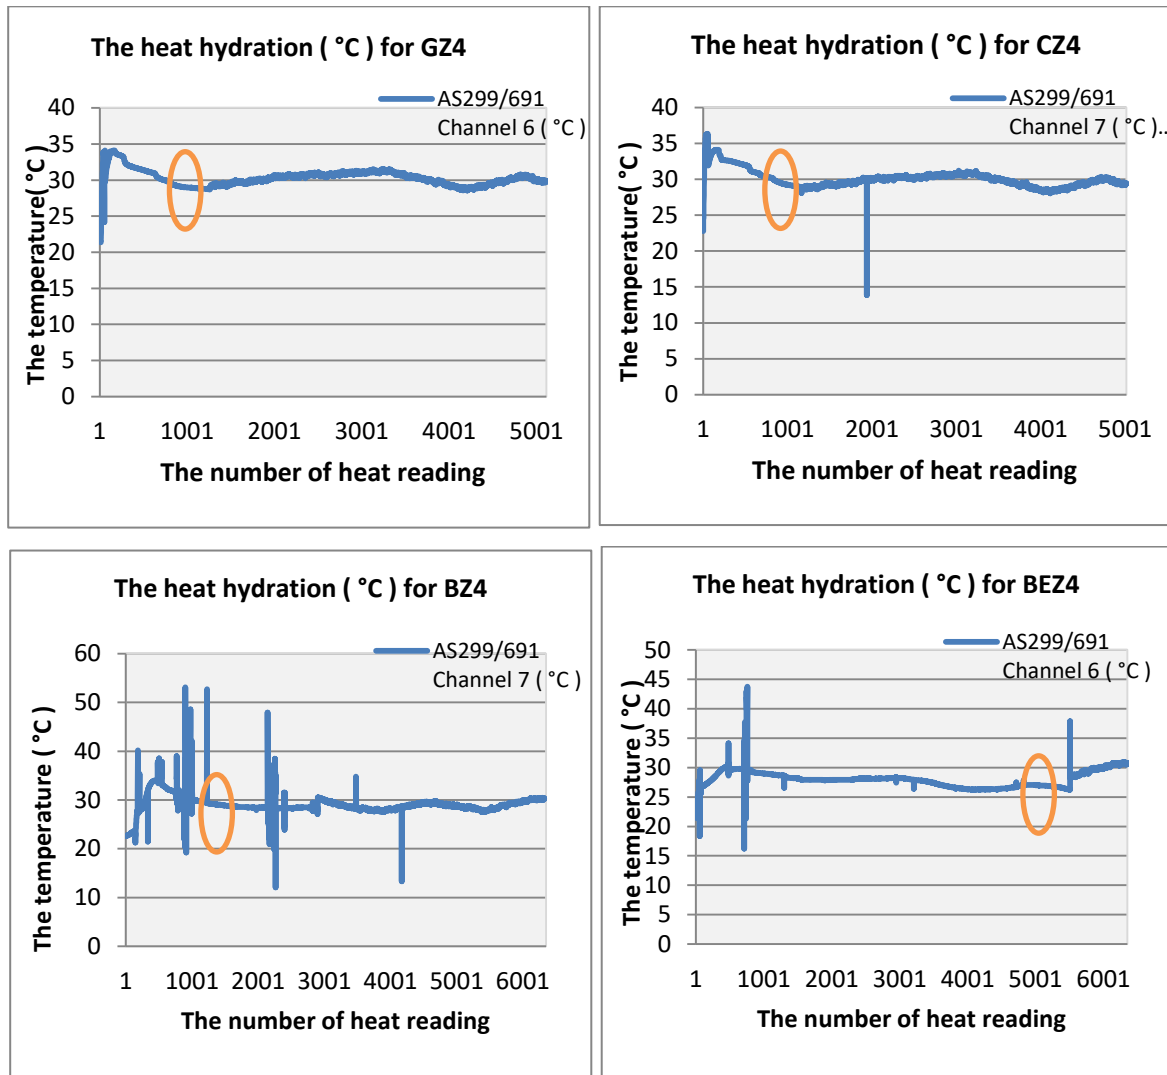 The heat hydration ( °C ) for GZ4
AS299/691
Channel 6 ( °C )
The temperature( °C )
40
35
30
25
20
15
10
5
0
1 1001 2001 3001 4001 5001
The number of heat reading
The heat hydration ( °C ) for CZ4
AS299/691
Channel 7 ( °C )..
The temperature( °C )
40
35
30
25
20
15
10
5
0
1 1001 2001 3001 4001 5001
The number of heat reading
The heat hydration ( °C ) for BZ4
AS299/691
Channel 7 ( °C )
The temperature ( °C )
60
50
40
30
20
10
0
1 1001 2001 3001 4001 5001 6001
The number of heat reading
The heat hydration ( °C ) for BEZ4
AS299/691
Channel 6 ( °C )
The temperature ( °C )
50
45
40
35
30
25
20
15
10
5
0
1 1001 2001 3001 4001 5001 6001
The number of heat reading